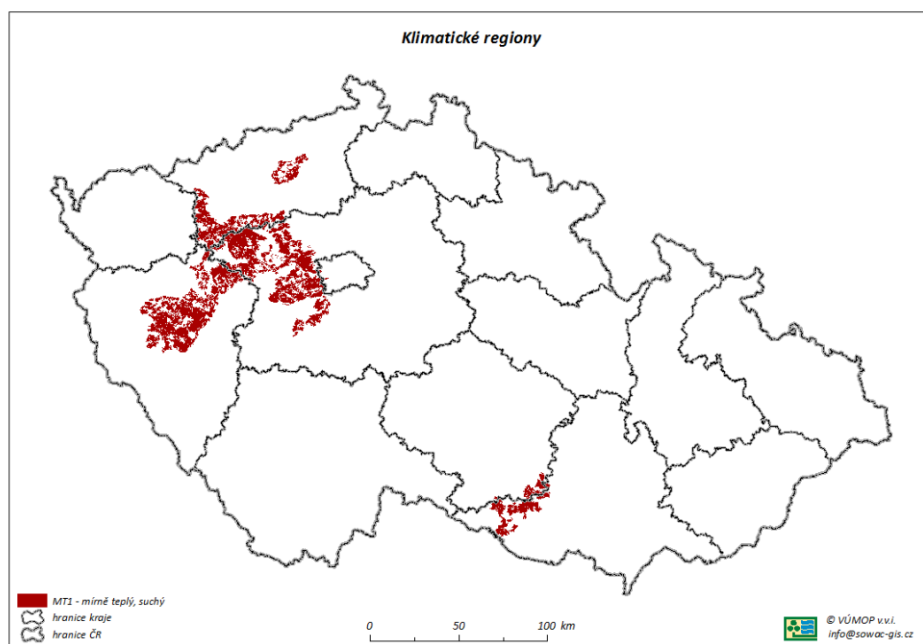 Klimatické regiony
MT1 - mírně teplý, suchý
hranice kraje
hranice ČR
0 50 100 km
© VÚMOP v.v.i.
info@sowac-gis.cz